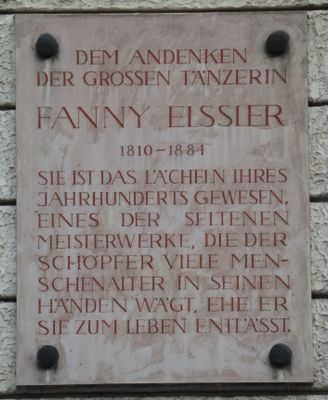 DEM ANDENKEN
DER GROSSEN TÄNZERIN
FANNY ELSSLER
1810–1884
SIE IST DAS LÄCHELN IHRES
JAHRHUNDERTS GEWESEN,
EINES DER SELTENEN
MEISTERWERKE, DIE DER
SCHÖPFER VIELE MEN-
SCHENALTER IN SEINEN
HÄNDEN WÄGT, EHE ER
SIE ZUM LEBEN ENTLÄSST.